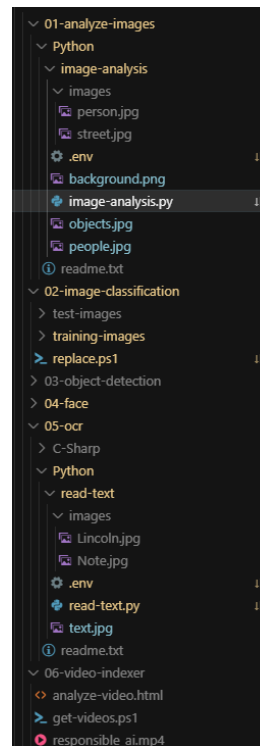 01-analyze-images
Python
image-analysis
images
person.jpg
street.jpg
.env
background.png
image-analysis.py
objects.jpg
people.jpg
readme.txt
02-image-classification
test-images
training-images
replace.ps1
03-object-detection
04-face
05-ocr
C-Sharp
Python
read-text
images
Lincoln.jpg
Note.jpg
.env
read-text.py
text.jpg
readme.txt
06-video-indexer
analyze-video.html
get-videos.ps1
responsible_ai.mp4